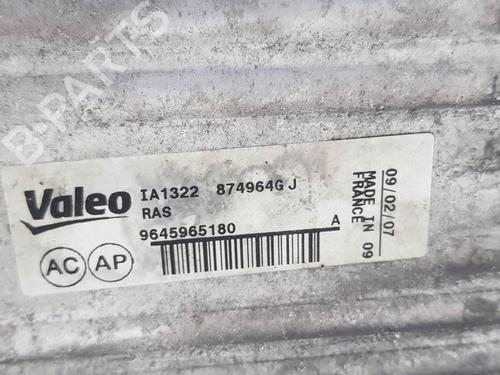 B-PARTS
Valeo
IA1322 874964G J
RAS
9645965180 A
AC AP
09/02/07
MADE IN 09
FRANCE